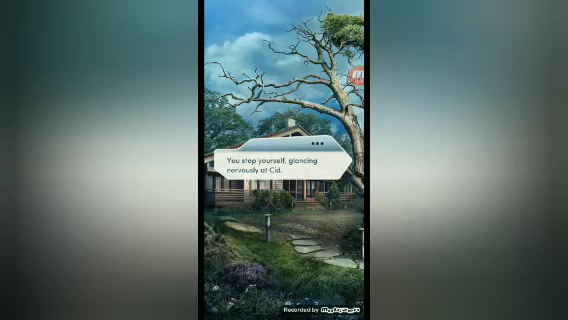 You stop yourself, glancing
nervously at Cid.
Recorded by